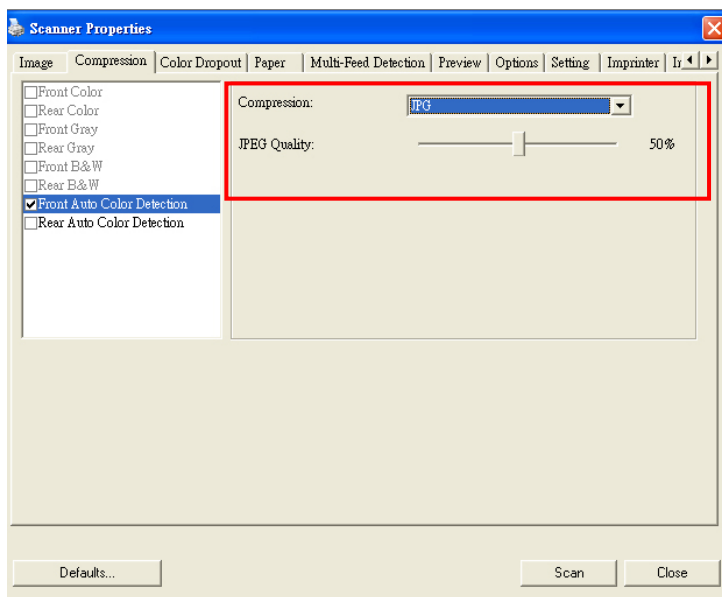 Scanner Properties
Image Compression Color Dropout Paper Multi-Feed Detection Preview Options Setting Imprinter
Front Color
Rear Color
Front Gray
Rear Gray
Front B&W
Rear B&W
Front Auto Color Detection
Rear Auto Color Detection
Compression: JPG
JPEG Quality: 50%
Defaults... Scan Close